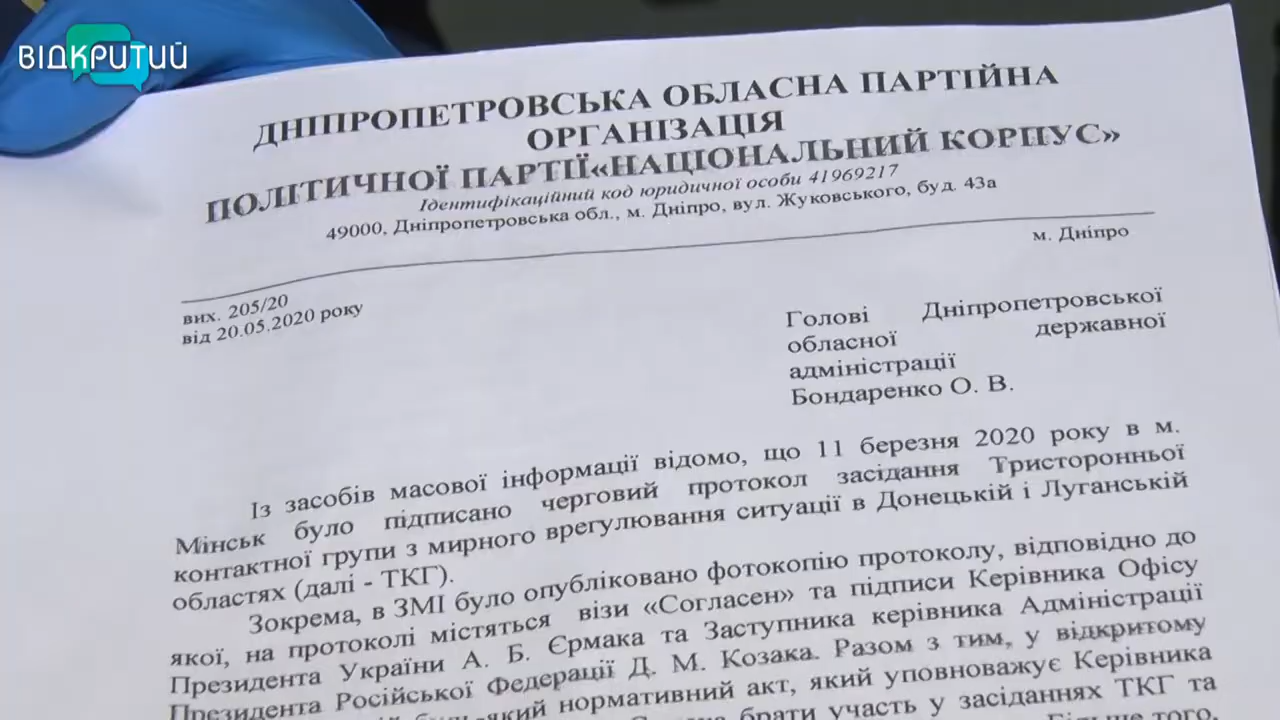 ВІДКРИТИЙ
ДНІПРОПЕТРОВСЬКА ОБЛАСНА ПАРТІЙНА
ОРГАНІЗАЦІЯ
ПОЛІТИЧНОЇ ПАРТІЇ«НАЦІОНАЛЬНИЙ КОРПУС»
Ідентифікаційний код юридичної особи 41969217
49000, Дніпропетровська обл., м. Дніпро, вул. Жуковського, буд. 43а
м. Дніпро
вих. 205/20
від 20.05.2020 року
Голові Дніпропетровської
обласної державної
адміністрації
Бондаренко О. В.
Із засобів масової інформації відомо, що 11 березня 2020 року в м.
Мінськ було підписано черговий протокол засідання Тристоронньої
контактної групи з мирного врегулювання ситуації в Донецькій і Луганській
областях (далі - ТКГ).
Зокрема, в ЗМІ було опубліковано фотокопію протоколу, відповідно до
якої, на протоколі містяться візи «Согласен» та підписи Керівника Офісу
Президента України А. Б. Єрмака та Заступника керівника Адміністрації
Президента Російської Федерації Д. М. Козака. Разом з тим, у відкритому
нормативний акт, який уповноважує Керівника
брати участь у засіданнях ТКГ та
Більше того,